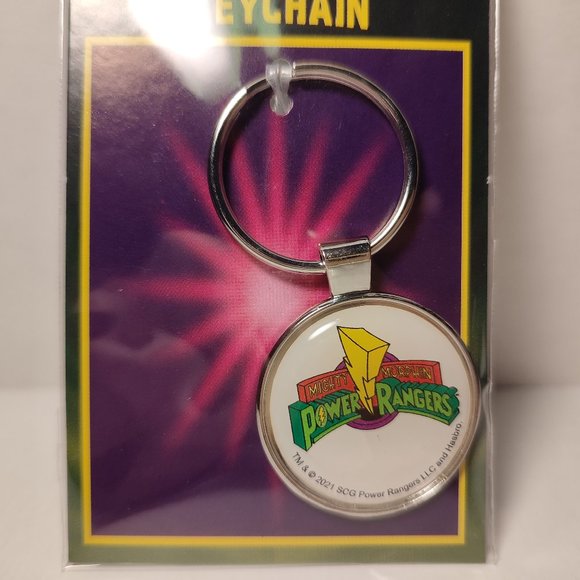 EYCHAIN
MIGHTY MORPHIN
POWER RANGERS
TM & © 2021 SCG Power Rangers LLC and Hasbro.